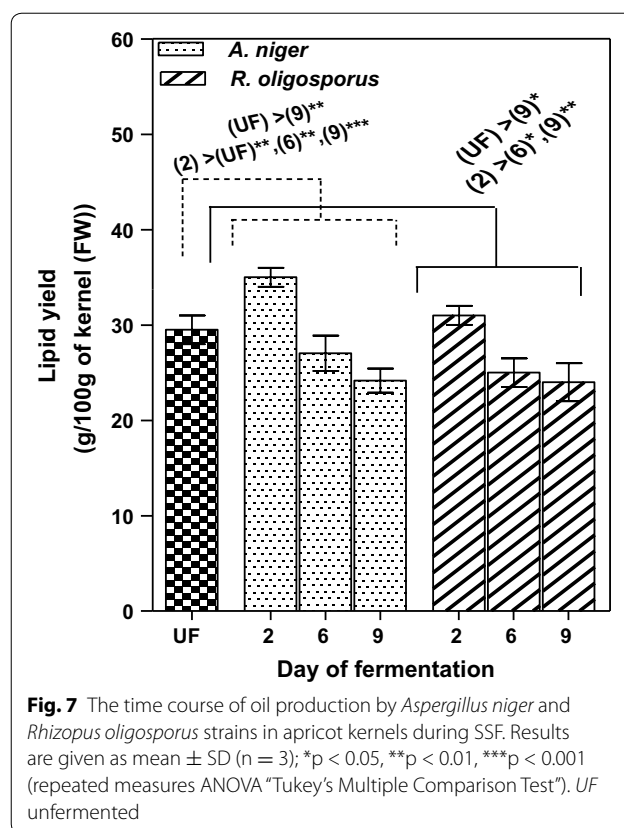 60
50
40
30
20
10
0
Lipid yield
(g/100g of kernel (FW))
A. niger
R. oligosporus
(UF) >(9)**
(2) >(UF)**,(6)**,(9)***
(UF) >(9)*
(2) >(6)*,(9)**
UF 2 6 9 2 6 9
Day of fermentation
Fig. 7 The time course of oil production by Aspergillus niger and
Rhizopus oligosporus strains in apricot kernels during SSF. Results
are given as mean ± SD (n = 3); *p < 0.05, **p < 0.01, ***p < 0.001
(repeated measures ANOVA “Tukey’s Multiple Comparison Test”). UF
unfermented